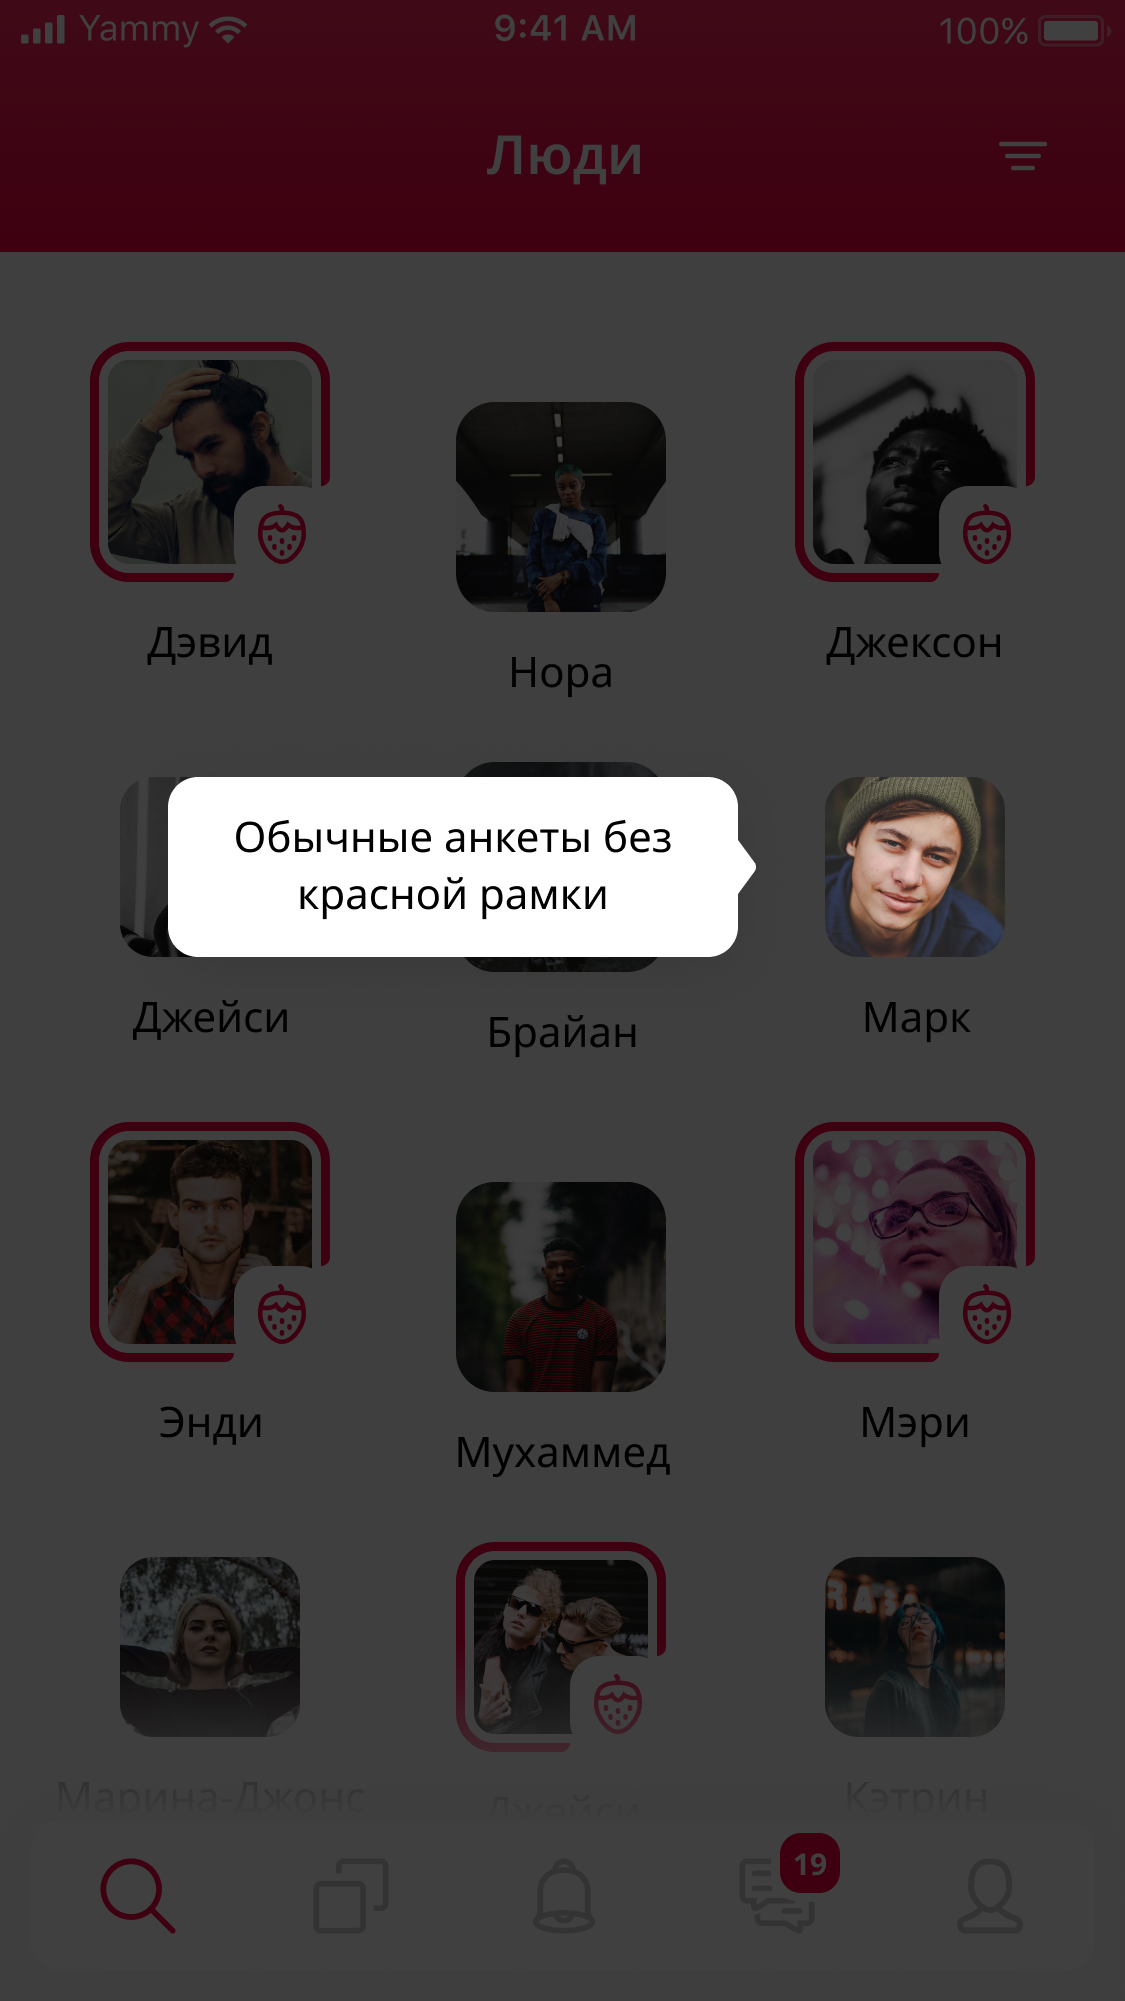 Yammy 9:41 AM 100%
Люди
Дэвид
Нора
Джексон
Обычные анкеты без
красной рамки
Джейси
Брайан
Марк
Энди
Мухаммед
Мэри
Марина-Джонс
Джейси
Кэтрин
19